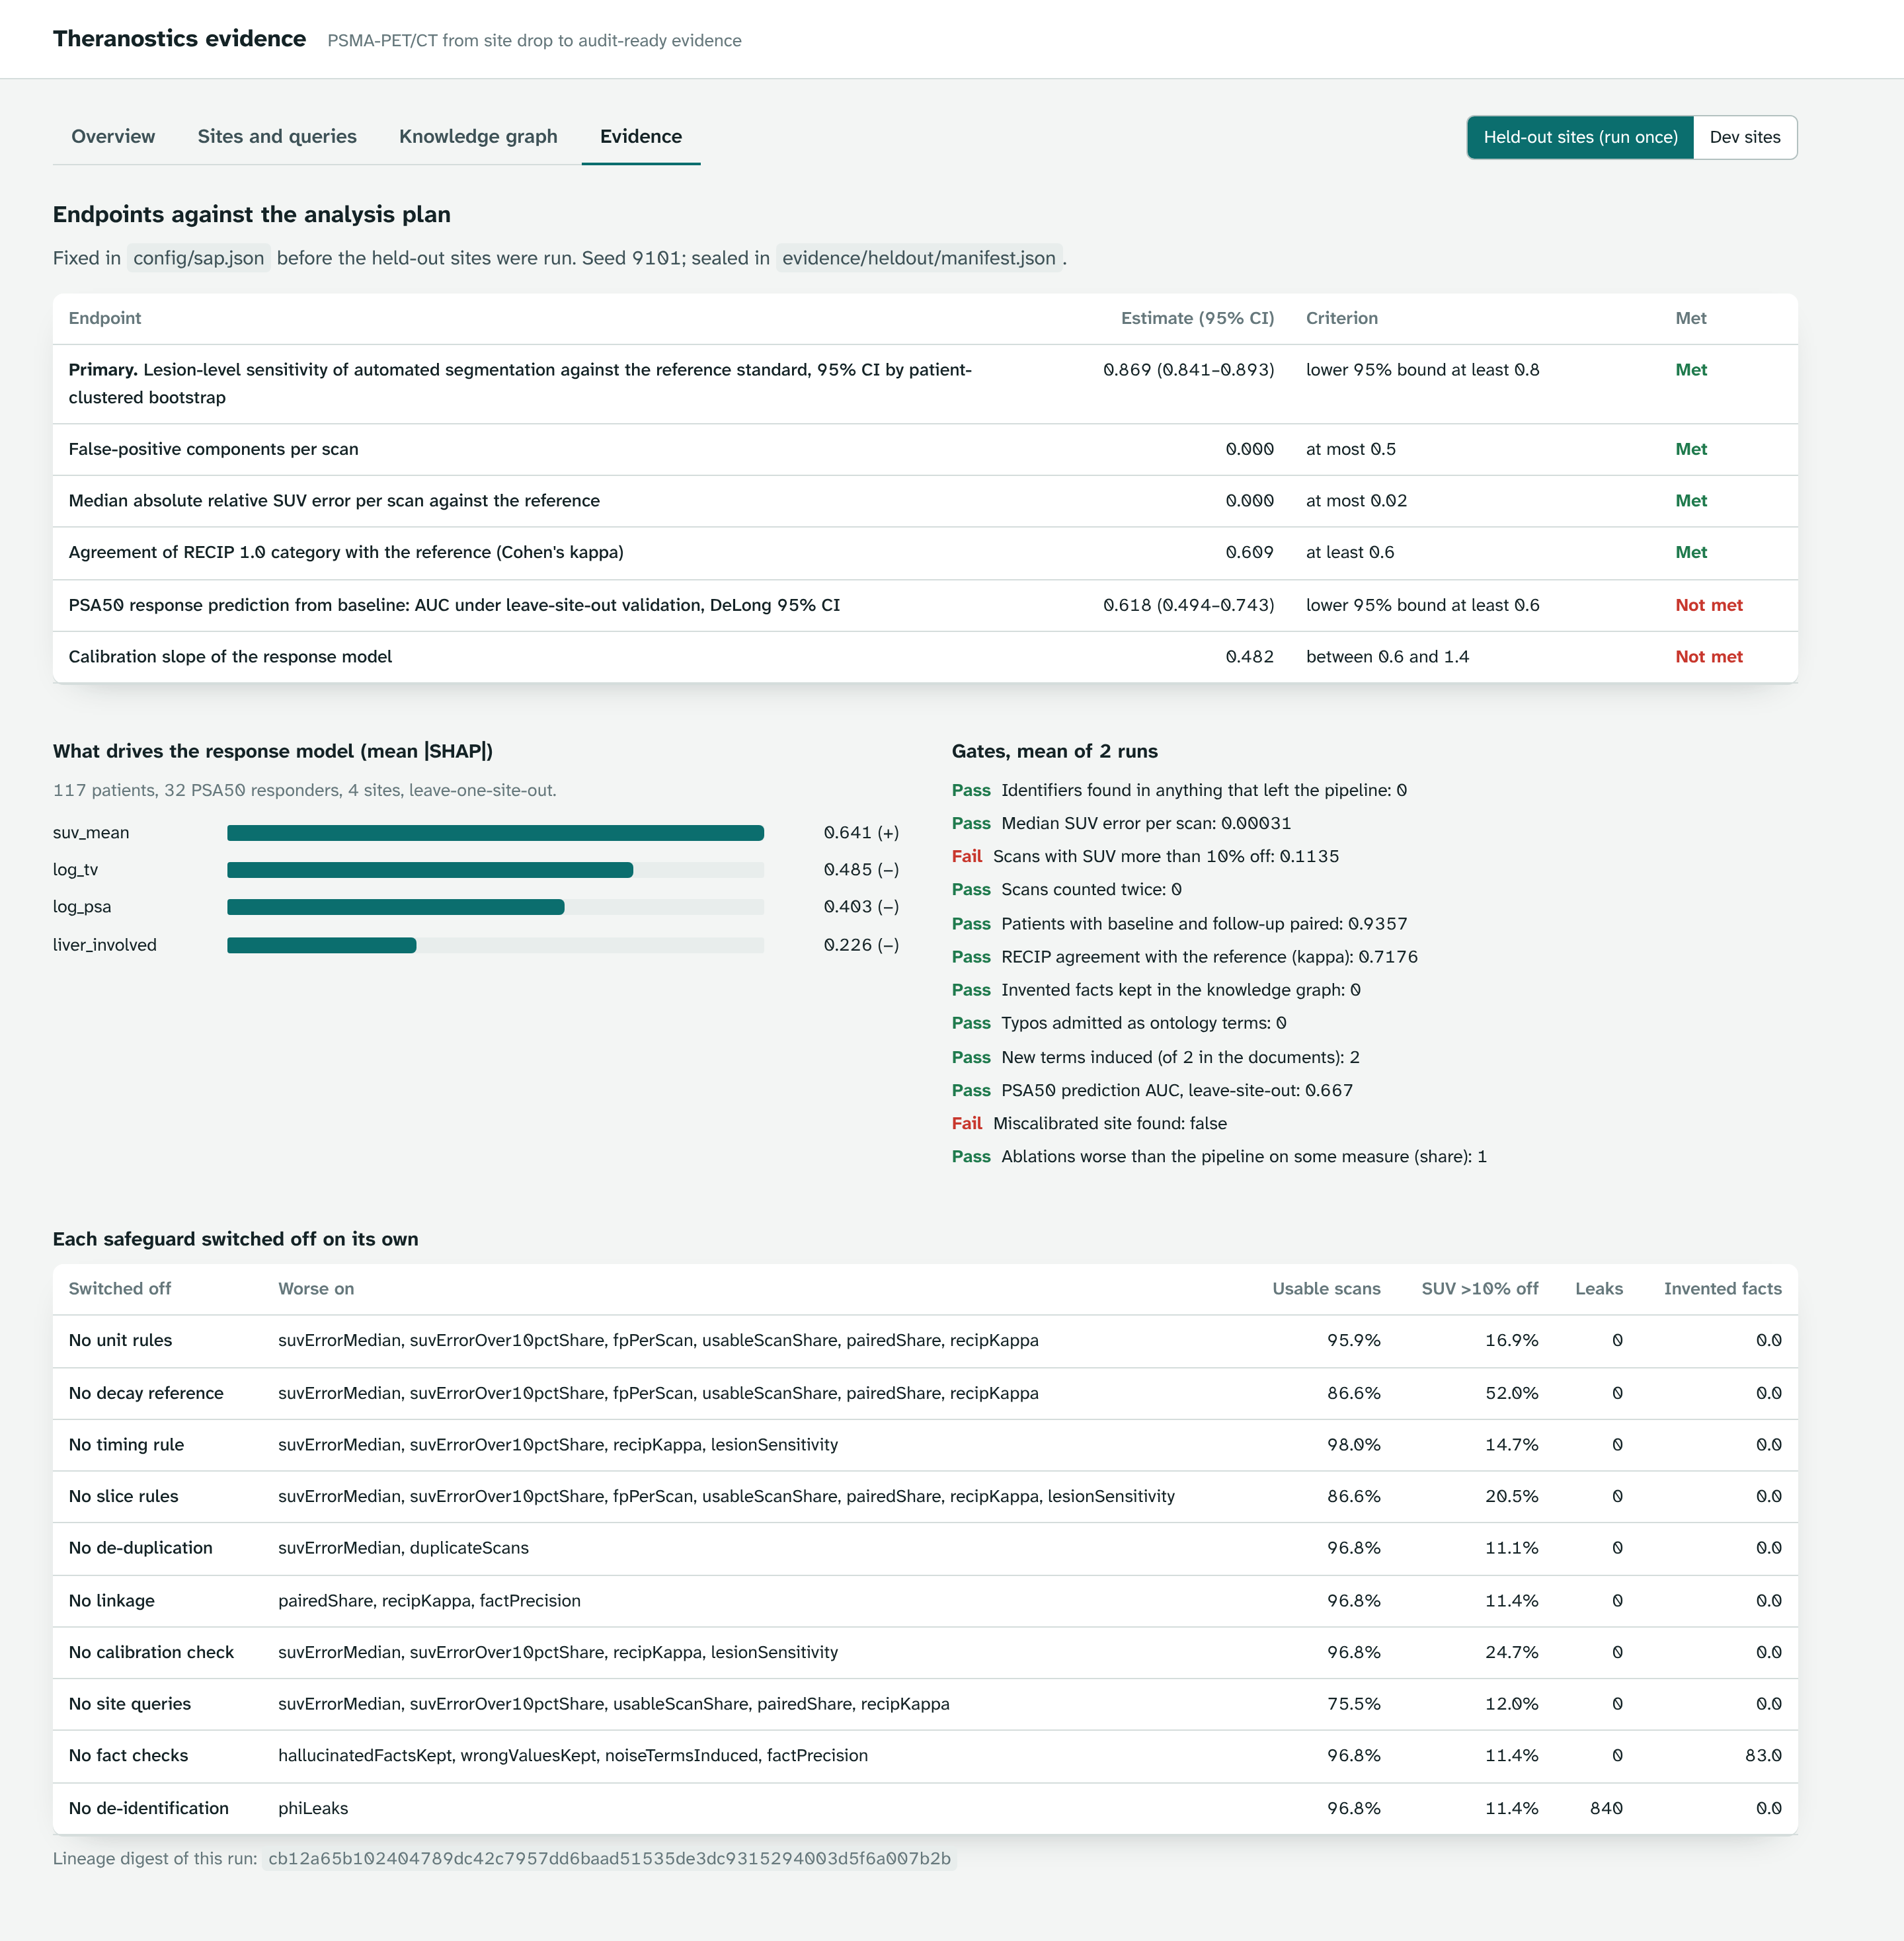 Theranostics evidence PSMA-PET/CT from site drop to audit-ready evidence
Overview Sites and queries Knowledge graph Evidence Held-out sites (run once) Dev sites
Endpoints against the analysis plan
Fixed in config/sap.json before the held-out sites were run. Seed 9101; sealed in evidence/heldout/manifest.json .
Endpoint Estimate (95% CI) Criterion Met
Primary. Lesion-level sensitivity of automated segmentation against the reference standard, 95% CI by patient- 0.869 (0.841–0.893) lower 95% bound at least 0.8 Met
clustered bootstrap
False-positive components per scan 0.000 at most 0.5 Met
Median absolute relative SUV error per scan against the reference 0.000 at most 0.02 Met
Agreement of RECIP 1.0 category with the reference (Cohen's kappa) 0.609 at least 0.6 Met
PSA50 response prediction from baseline: AUC under leave-site-out validation, DeLong 95% CI 0.618 (0.494–0.743) lower 95% bound at least 0.6 Not met
Calibration slope of the response model 0.482 between 0.6 and 1.4 Not met
What drives the response model (mean |SHAP|)
117 patients, 32 PSA50 responders, 4 sites, leave-one-site-out.
suv_mean 0.641 (+)
log_tv 0.485 (−)
log_psa 0.403 (−)
liver_involved 0.226 (−)
Gates, mean of 2 runs
Pass Identifiers found in anything that left the pipeline: 0
Pass Median SUV error per scan: 0.00031
Fail Scans with SUV more than 10% off: 0.1135
Pass Scans counted twice: 0
Pass Patients with baseline and follow-up paired: 0.9357
Pass RECIP agreement with the reference (kappa): 0.7176
Pass Invented facts kept in the knowledge graph: 0
Pass Typos admitted as ontology terms: 0
Pass New terms induced (of 2 in the documents): 2
Pass PSA50 prediction AUC, leave-site-out: 0.667
Fail Miscalibrated site found: false
Pass Ablations worse than the pipeline on some measure (share): 1
Each safeguard switched off on its own
Switched off Worse on Usable scans SUV >10% off Leaks Invented facts
No unit rules suvErrorMedian, suvErrorOver10pctShare, fpPerScan, usableScanShare, pairedShare, recipKappa 95.9% 16.9% 0 0.0
No decay reference suvErrorMedian, suvErrorOver10pctShare, fpPerScan, usableScanShare, pairedShare, recipKappa 86.6% 52.0% 0 0.0
No timing rule suvErrorMedian, suvErrorOver10pctShare, recipKappa, lesionSensitivity 98.0% 14.7% 0 0.0
No slice rules suvErrorMedian, suvErrorOver10pctShare, fpPerScan, usableScanShare, pairedShare, recipKappa, lesionSensitivity 86.6% 20.5% 0 0.0
No de-duplication suvErrorMedian, duplicateScans 96.8% 11.1% 0 0.0
No linkage pairedShare, recipKappa, factPrecision 96.8% 11.4% 0 0.0
No calibration check suvErrorMedian, suvErrorOver10pctShare, recipKappa, lesionSensitivity 96.8% 24.7% 0 0.0
No site queries suvErrorMedian, suvErrorOver10pctShare, usableScanShare, pairedShare, recipKappa 75.5% 12.0% 0 0.0
No fact checks hallucinatedFactsKept, wrongValuesKept, noiseTermsInduced, factPrecision 96.8% 11.4% 0 83.0
No de-identification phiLeaks 96.8% 11.4% 840 0.0
Lineage digest of this run: cb12a65b102404789dc42c7957dd6baad51535de3dc9315294003d5f6a007b2b